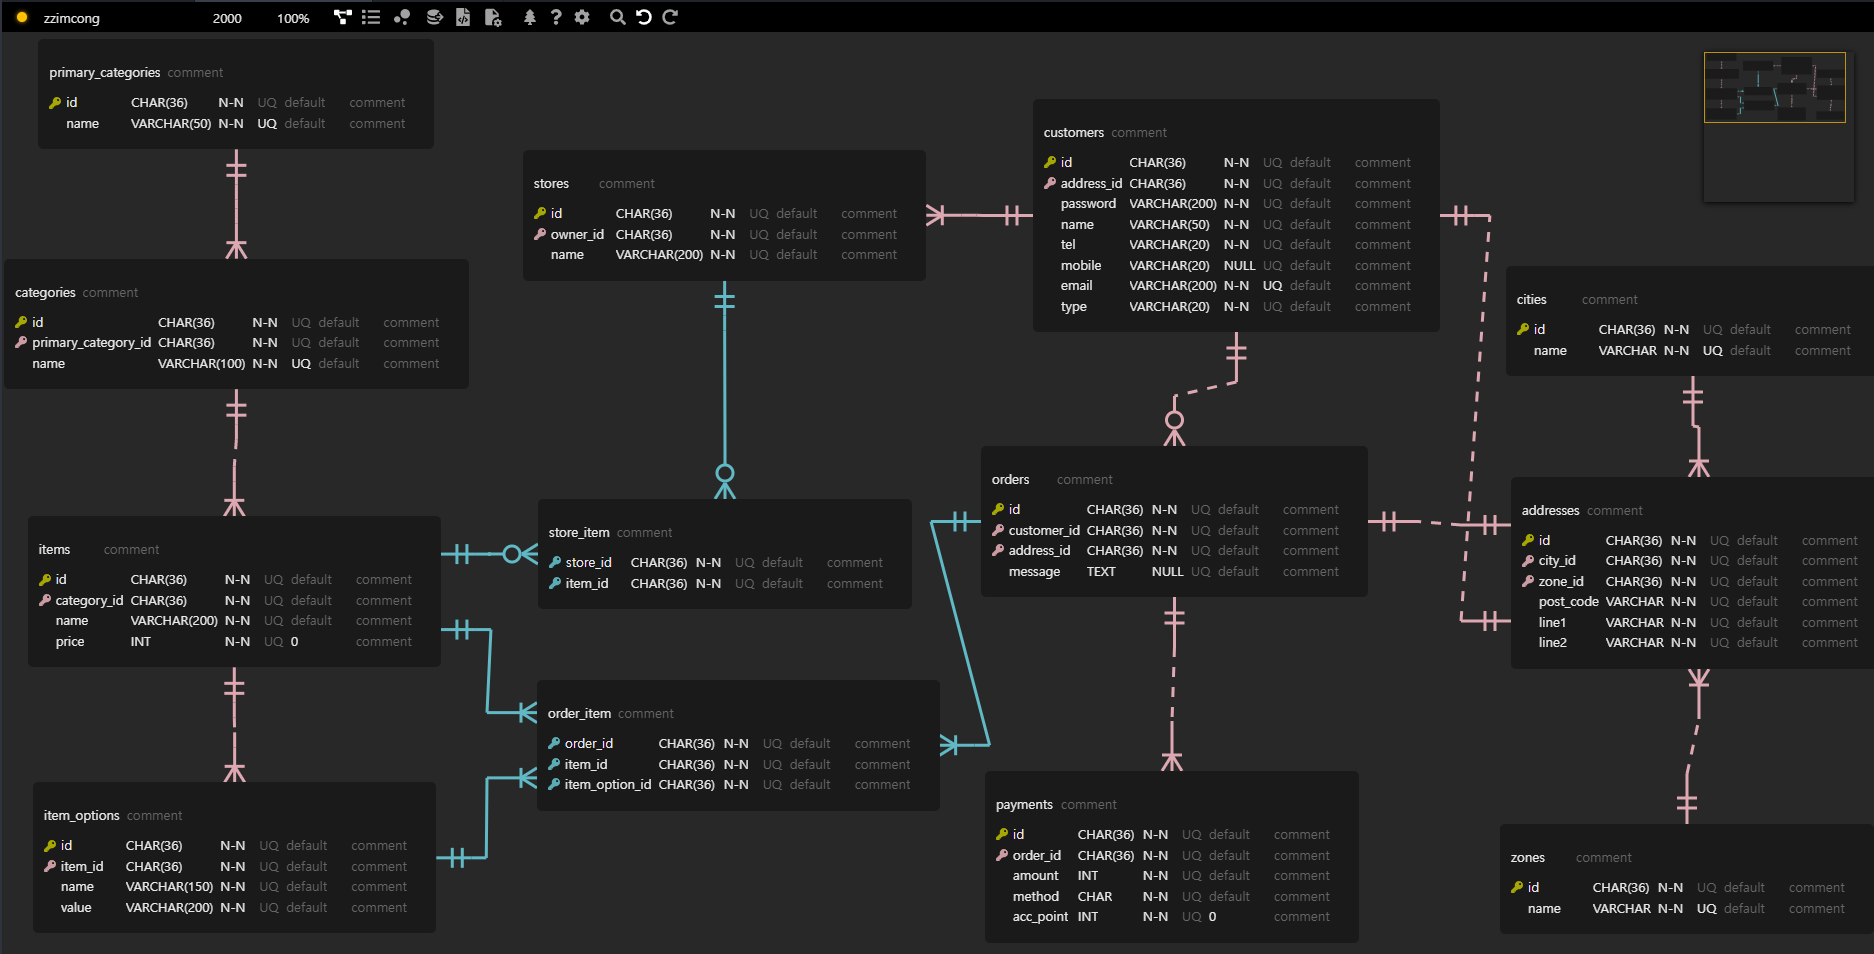 zzimcong 2000 100%
primary_categories comment
id CHAR(36) N-N UQ default comment
name VARCHAR(50) N-N UQ default comment
categories comment
id CHAR(36) N-N UQ default comment
primary_category_id CHAR(36) N-N UQ default comment
name VARCHAR(100) N-N UQ default comment
items comment
id CHAR(36) N-N UQ default comment
category_id CHAR(36) N-N UQ default comment
name VARCHAR(200) N-N UQ default comment
price INT N-N UQ 0 comment
item_options comment
id CHAR(36) N-N UQ default comment
item_id CHAR(36) N-N UQ default comment
name VARCHAR(150) N-N UQ default comment
value VARCHAR(200) N-N UQ default comment
stores comment
id CHAR(36) N-N UQ default comment
owner_id CHAR(36) N-N UQ default comment
name VARCHAR(200) N-N UQ default comment
store_item comment
store_id CHAR(36) N-N UQ default comment
item_id CHAR(36) N-N UQ default comment
order_item comment
order_id CHAR(36) N-N UQ default comment
item_id CHAR(36) N-N UQ default comment
item_option_id CHAR(36) N-N UQ default comment
customers comment
id CHAR(36) N-N UQ default comment
address_id CHAR(36) N-N UQ default comment
password VARCHAR(200) N-N UQ default comment
name VARCHAR(50) N-N UQ default comment
tel VARCHAR(20) N-N UQ default comment
mobile VARCHAR(20) NULL UQ default comment
email VARCHAR(200) N-N UQ default comment
type VARCHAR(20) N-N UQ default comment
orders comment
id CHAR(36) N-N UQ default comment
customer_id CHAR(36) N-N UQ default comment
address_id CHAR(36) N-N UQ default comment
message TEXT NULL UQ default comment
payments comment
id CHAR(36) N-N UQ default comment
order_id CHAR(36) N-N UQ default comment
amount INT N-N UQ default comment
method CHAR N-N UQ default comment
acc_point INT N-N UQ 0 comment
cities comment
id CHAR(36) N-N UQ default comment
name VARCHAR N-N UQ default comment
addresses comment
id CHAR(36) N-N UQ default comment
city_id CHAR(36) N-N UQ default comment
zone_id CHAR(36) N-N UQ default comment
post_code VARCHAR N-N UQ default comment
line1 VARCHAR N-N UQ default comment
line2 VARCHAR N-N UQ default comment
zones comment
id CHAR(36) N-N UQ default comment
name VARCHAR N-N UQ default comment